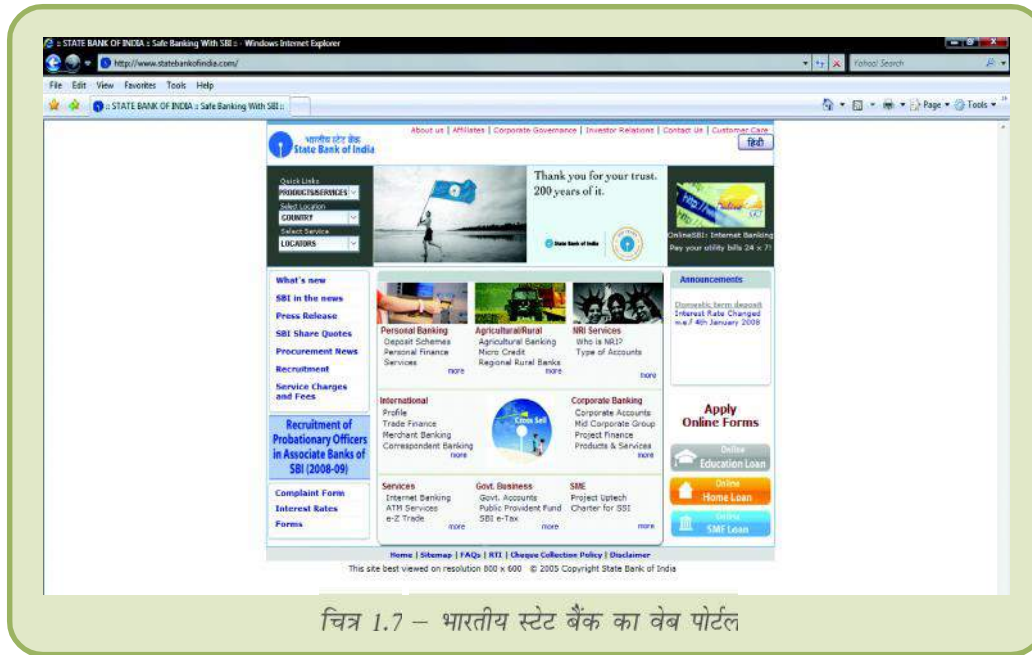 :: STATE BANK OF INDIA :: Safe Banking With SBI :: - Windows Internet Explorer
http://www.statebankofindia.com/
Yahoo! Search
File Edit View Favorites Tools Help
:: STATE BANK OF INDIA :: Safe Banking With SBI ::
Page Tools
About us | Affiliates | Corporate Governance | Investor Relations | Contact Us | Customer Care
भारतीय स्टेट बैंक
State Bank of India
हिंदी
Quick Links
PRODUCTS/SERVICES
Select Location
COUNTRY
Select Service
LOCATORS
Thank you for your trust.
200 years of it.
State Bank of India
http://ww
OnlineSBI: Internet Banking
Pay your utility bills 24 x 7!
What's new
SBI in the news
Press Release
SBI Share Quotes
Procurement News
Recruitment
Service Charges
and Fees
Recruitment of
Probationary Officers
in Associate Banks of
SBI (2008-09)
Complaint Form
Interest Rates
Forms
Personal Banking
Deposit Schemes
Personal Finance
Services
more
Agricultural/Rural
Agricultural Banking
Micro Credit
Regional Rural Banks
more
NRI Services
Who is NRI?
Type of Accounts
more
International
Profile
Trade Finance
Merchant Banking
Correspondent Banking
more
Cross Sell
Corporate Banking
Corporate Accounts
Mid Corporate Group
Project Finance
Products & Services
more
Services
Internet Banking
ATM Services
e-Z Trade
more
Govt. Business
Govt. Accounts
Public Provident Fund
SBI e-Tax
more
SME
Project Uptech
Charter for SSI
more
Announcements
Domestic term deposit
Interest Rate Changed
w.e.f 4th January 2008
Apply
Online Forms
Online
Education Loan
Online
Home Loan
Online
SME Loan
Home | Sitemap | FAQs | RTI | Cheque Collection Policy | Disclaimer
This site best viewed on resolution 800 x 600 © 2005 Copyright State Bank of India
चित्र 1.7 – भारतीय स्टेट बैंक का वेब पोर्टल